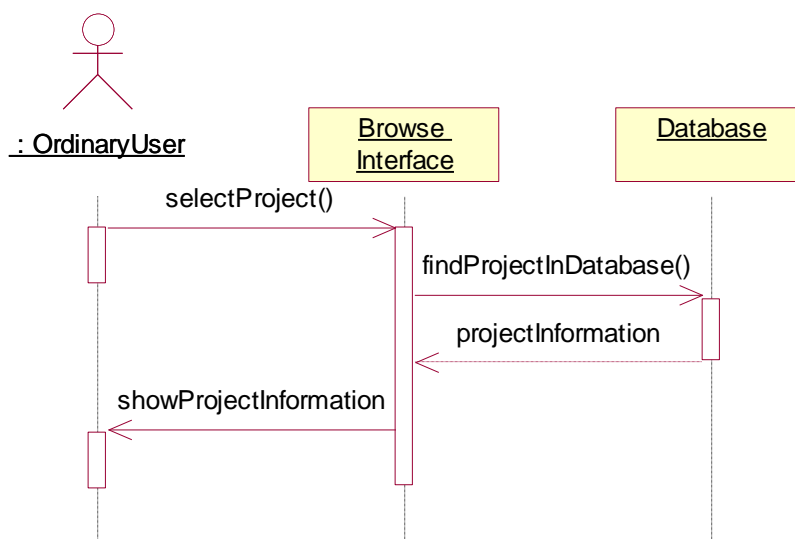 : OrdinaryUser
Browse
Interface
Database
selectProject()
findProjectInDatabase()
projectInformation
showProjectInformation